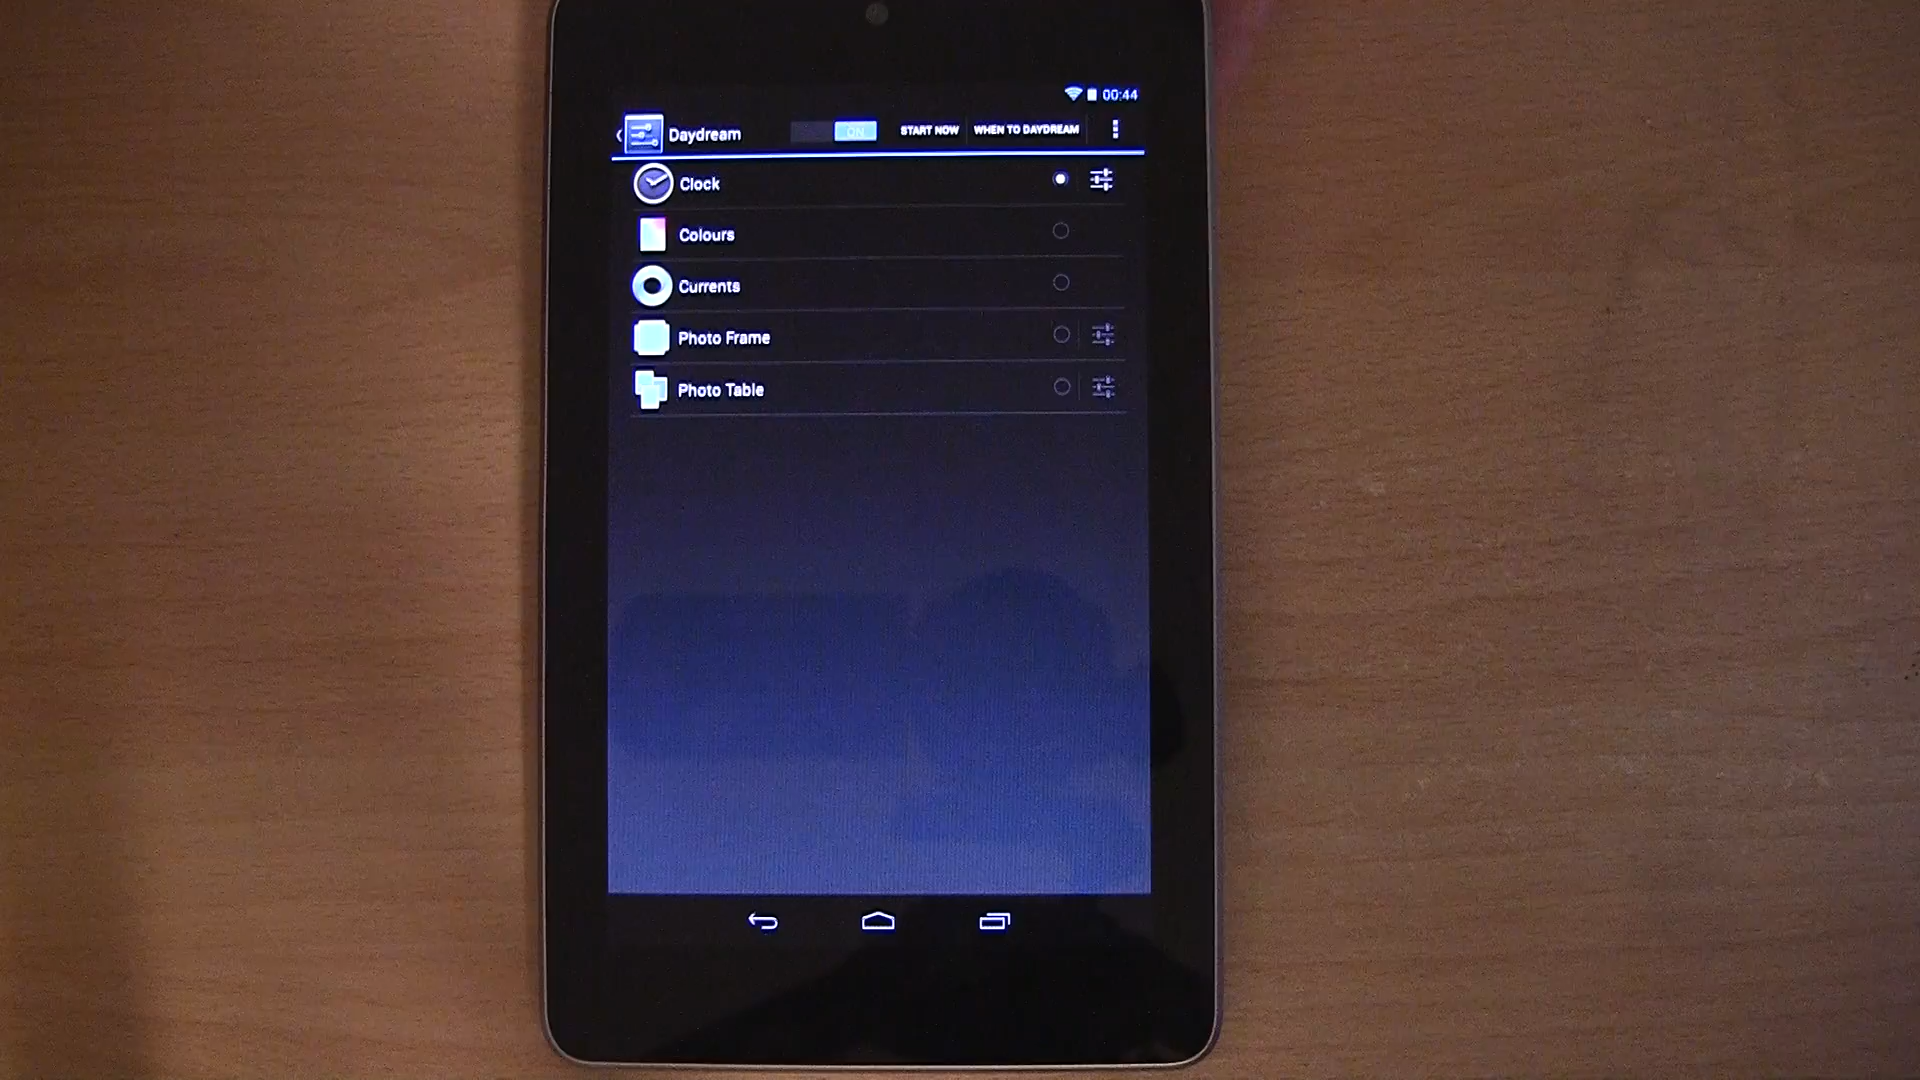 00:44
Daydream ON START NOW WHEN TO DAYDREAM
Clock
Colours
Currents
Photo Frame
Photo Table